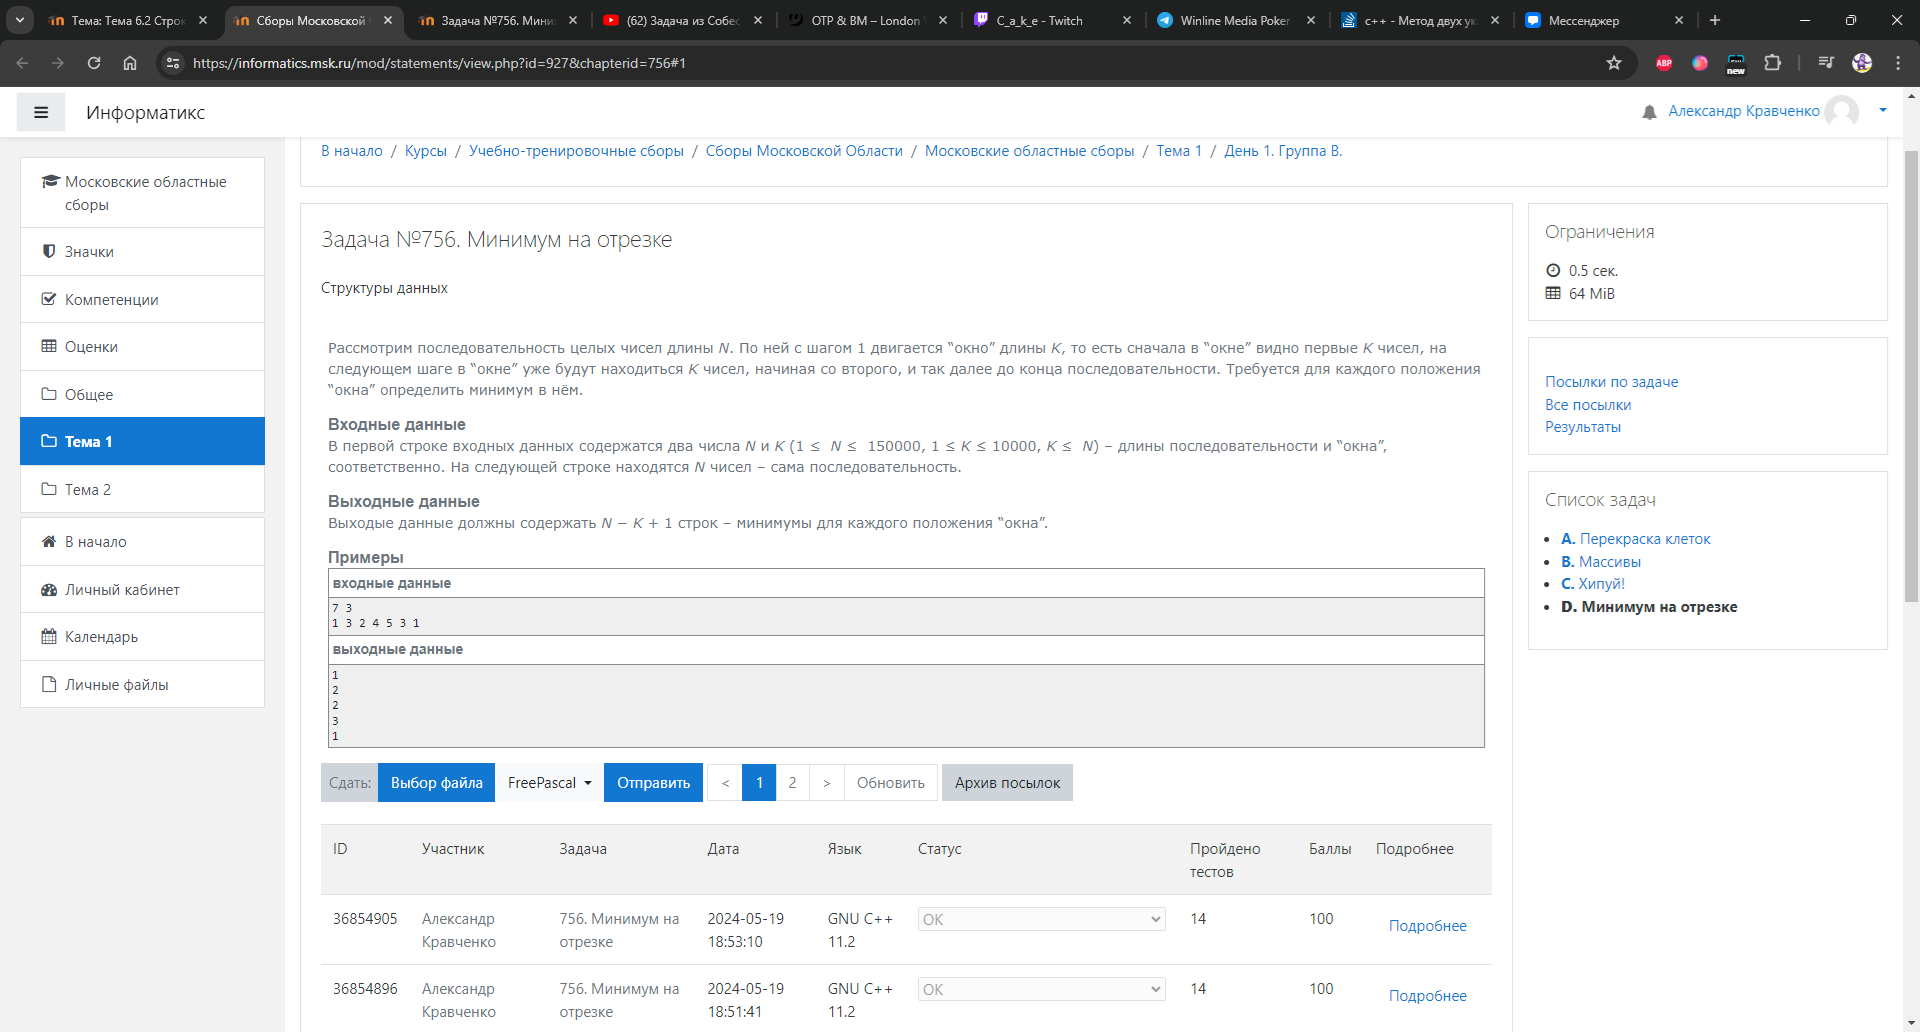 Тема: Тема 6.2 Строк
Сборы Московской
Задача №756. Мини
(62) Задача из Собес
OTP & BM – London
C_a_k_e - Twitch
Winline Media Poker
c++ - Метод двух ук
Мессенджер
https://informatics.msk.ru/mod/statements/view.php?id=927&chapterid=756#1
ABP
new
Информатикс
Александр Кравченко
В начало / Курсы / Учебно-тренировочные сборы / Сборы Московской Области / Московские областные сборы / Тема 1 / День 1. Группа В.
Московские областные
сборы
Значки
Компетенции
Оценки
Общее
Тема 1
Тема 2
В начало
Личный кабинет
Календарь
Личные файлы
Задача №756. Минимум на отрезке
Структуры данных
Рассмотрим последовательность целых чисел длины N. По ней с шагом 1 двигается “окно” длины K, то есть сначала в “окне” видно первые K чисел, на
следующем шаге в “окне” уже будут находиться K чисел, начиная со второго, и так далее до конца последовательности. Требуется для каждого положения
“окна” определить минимум в нём.
Входные данные
В первой строке входных данных содержатся два числа N и K (1 ≤ N ≤ 150000, 1 ≤ K ≤ 10000, K ≤ N) – длины последовательности и “окна”,
соответственно. На следующей строке находятся N чисел – сама последовательность.
Выходные данные
Выходые данные должны содержать N − K + 1 строк – минимумы для каждого положения “окна”.
Примеры
входные данные
7 3
1 3 2 4 5 3 1
выходные данные
1
2
2
3
1
Сдать: Выбор файла FreePascal Отправить < 1 2 > Обновить Архив посылок
ID Участник Задача Дата Язык Статус Пройдено тестов Баллы Подробнее
36854905 Александр Кравченко 756. Минимум на отрезке 2024-05-19 18:53:10 GNU C++ 11.2 OK 14 100 Подробнее
36854896 Александр Кравченко 756. Минимум на отрезке 2024-05-19 18:51:41 GNU C++ 11.2 OK 14 100 Подробнее
Ограничения
0.5 сек.
64 MiB
Посылки по задаче
Все посылки
Результаты
Список задач
A. Перекраска клеток
B. Массивы
C. Хипуй!
D. Минимум на отрезке